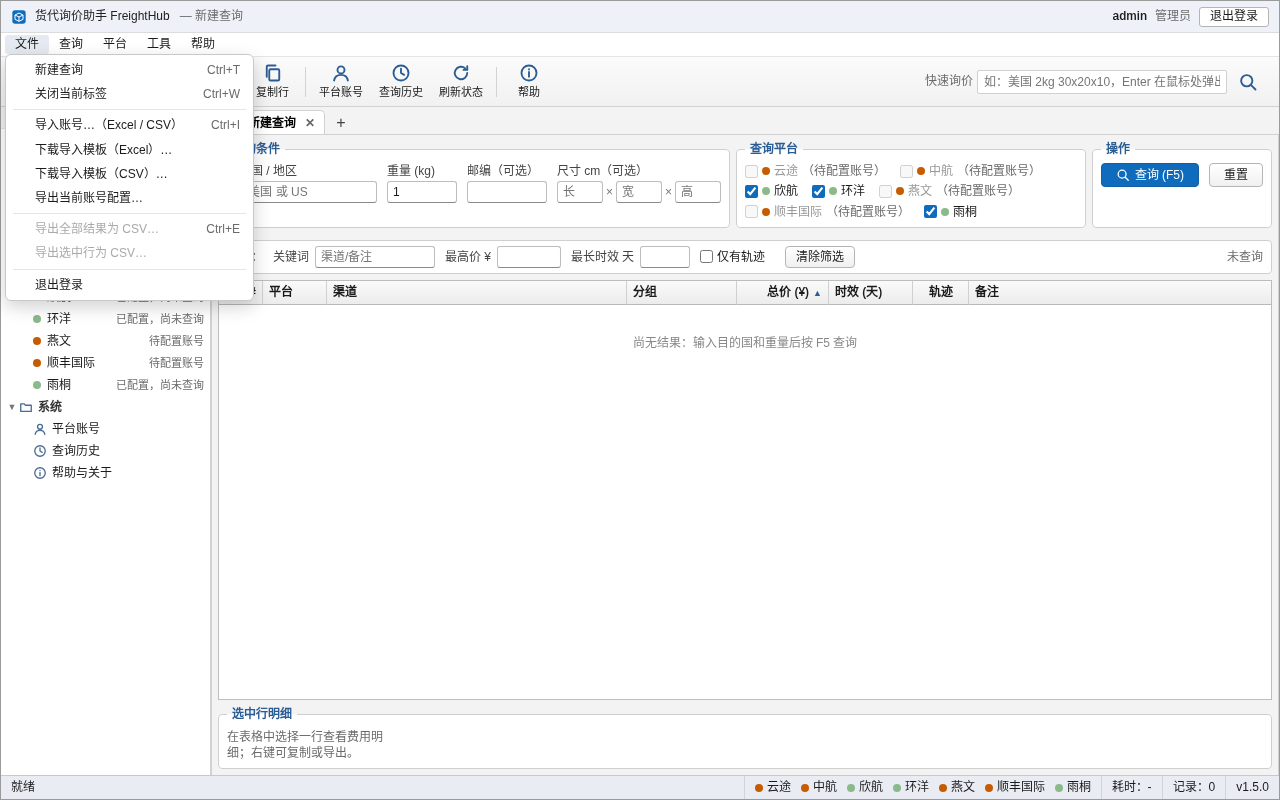 货代询价助手 FreightHub — 新建查询 admin 管理员 退出登录
文件 查询 平台 工具 帮助
新建查询 Ctrl+T
关闭当前标签 Ctrl+W
导入账号…（Excel / CSV） Ctrl+I
下载导入模板（Excel）…
下载导入模板（CSV）…
导出当前账号配置…
导出全部结果为 CSV… Ctrl+E
导出选中行为 CSV…
退出登录
复制行 平台账号 查询历史 刷新状态 帮助 快速询价 如：美国 2kg 30x20x10，Enter 在鼠标处弹出
新建查询 ✕ +
条件
国 / 地区 重量 (kg) 邮编（可选） 尺寸 cm（可选）
美国 或 US 1 长 × 宽 × 高
查询平台
云途 （待配置账号） 中航 （待配置账号）
欣航 环洋 燕文 （待配置账号）
顺丰国际 （待配置账号） 雨桐
操作
查询 (F5) 重置
关键词 渠道/备注 最高价 ¥ 最长时效 天 仅有轨迹 清除筛选 未查询
平台 渠道 分组 总价 (¥) ▲ 时效 (天) 轨迹 备注
尚无结果：输入目的国和重量后按 F5 查询
环洋 已配置，尚未查询
燕文 待配置账号
顺丰国际 待配置账号
雨桐 已配置，尚未查询
▼ 系统
平台账号
查询历史
帮助与关于
选中行明细
在表格中选择一行查看费用明
细；右键可复制或导出。
就绪 云途 中航 欣航 环洋 燕文 顺丰国际 雨桐 耗时：- 记录：0 v1.5.0